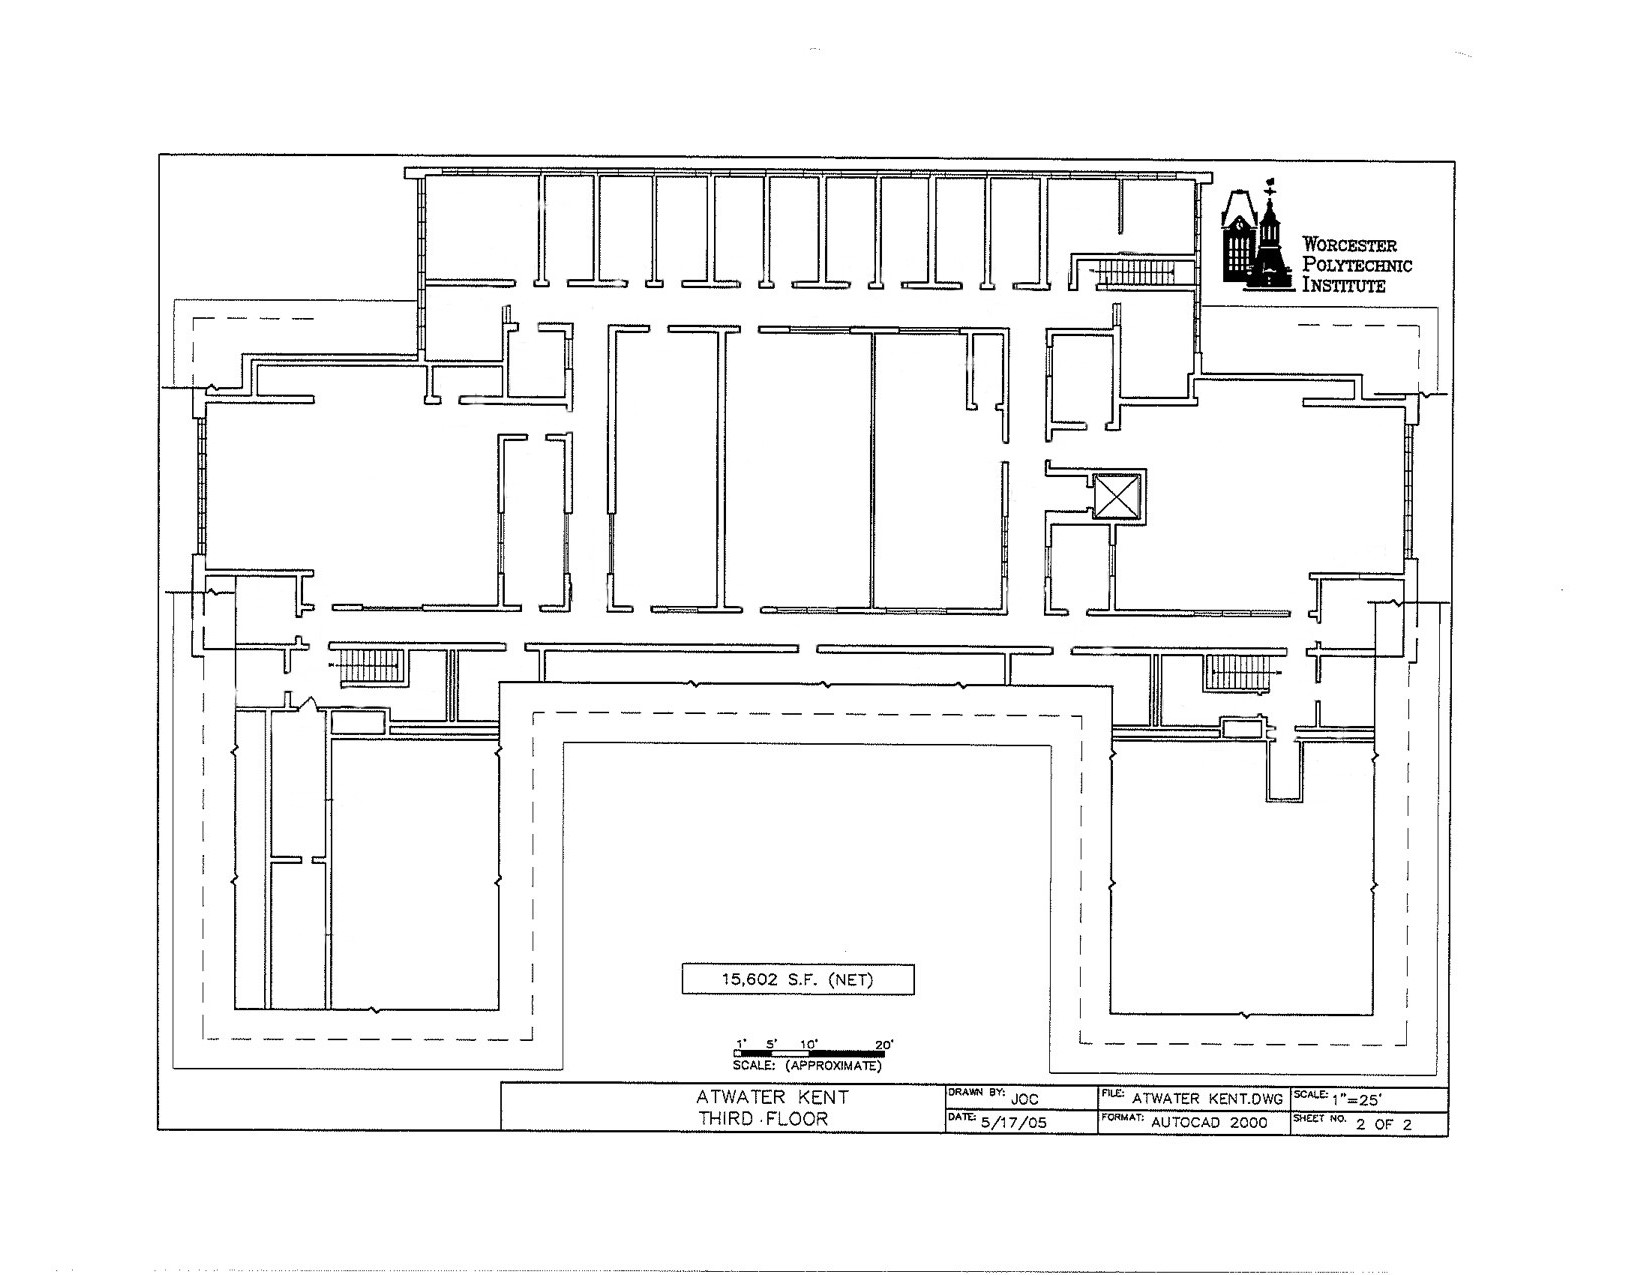 WORCESTER
POLYTECHNIC
INSTITUTE
15,602 S.F. (NET)
1' 5' 10' 20'
SCALE: (APPROXIMATE)
ATWATER KENT
THIRD FLOOR
DRAWN BY: JOC
DATE: 5/17/05
FILE: ATWATER KENT.DWG
FORMAT: AUTOCAD 2000
SCALE: 1"=25'
SHEET NO. 2 OF 2